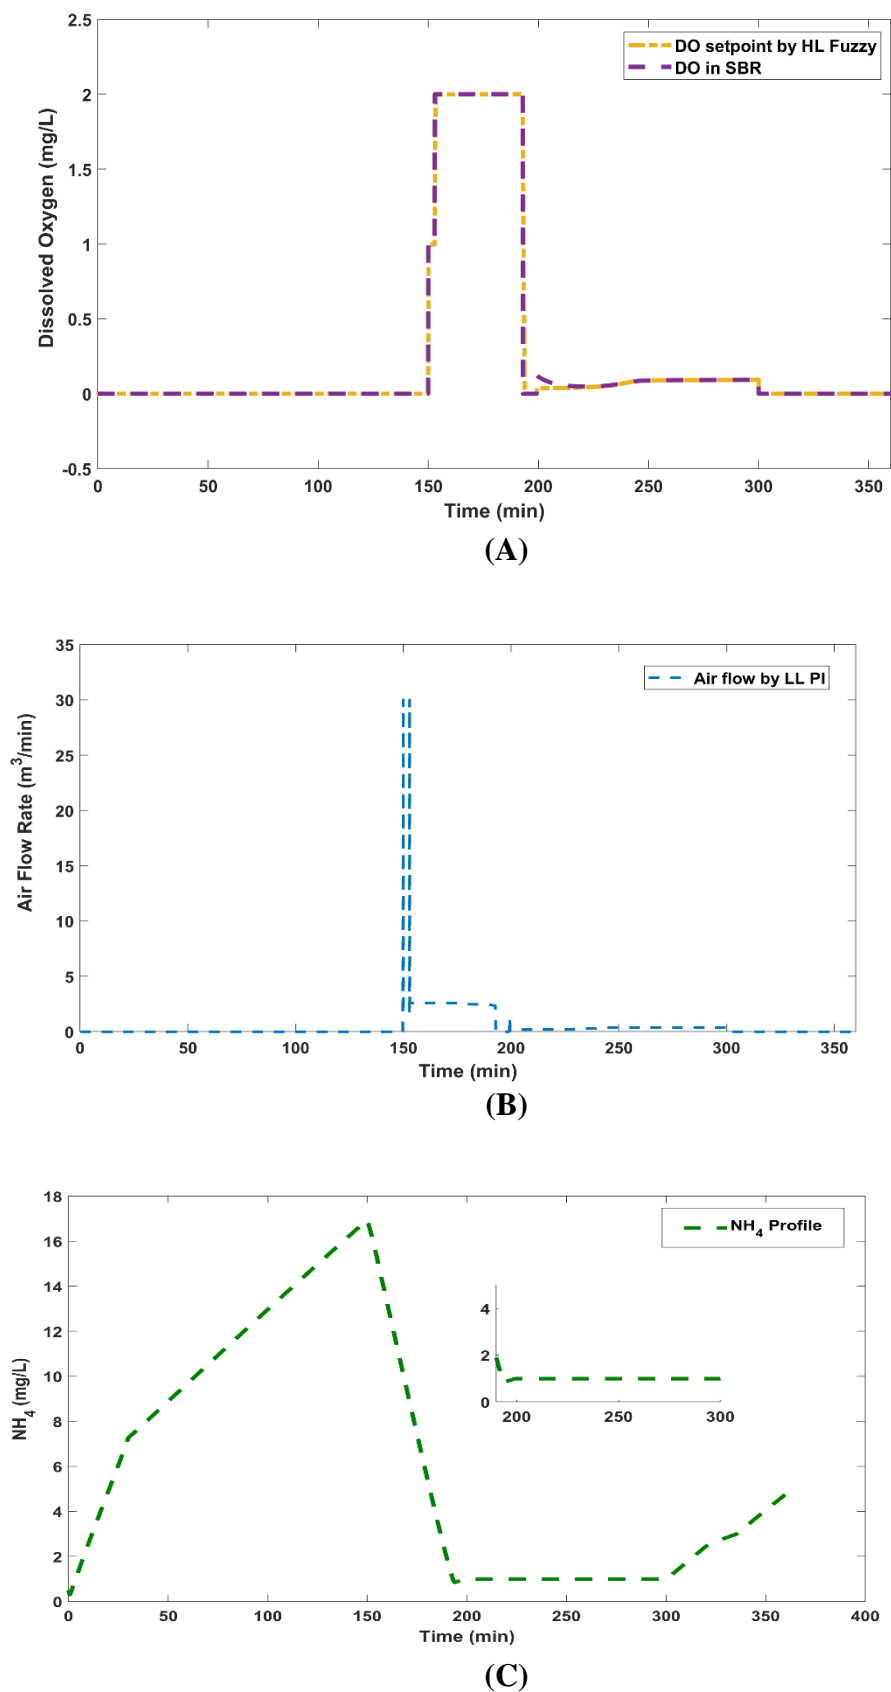 2.5
2
1.5
1
0.5
0
-0.5
Dissolved Oxygen (mg/L)
DO setpoint by HL Fuzzy
DO in SBR
0 50 100 150 200 250 300 350
Time (min)
(A)
35
30
25
20
15
10
5
0
Air Flow Rate (m³/min)
Air flow by LL PI
0 50 100 150 200 250 300 350
Time (min)
(B)
18
16
14
12
10
8
6
4
2
0
NH₄ (mg/L)
NH₄ Profile
4
2
0
200 250 300
0 50 100 150 200 250 300 350 400
Time (min)
(C)